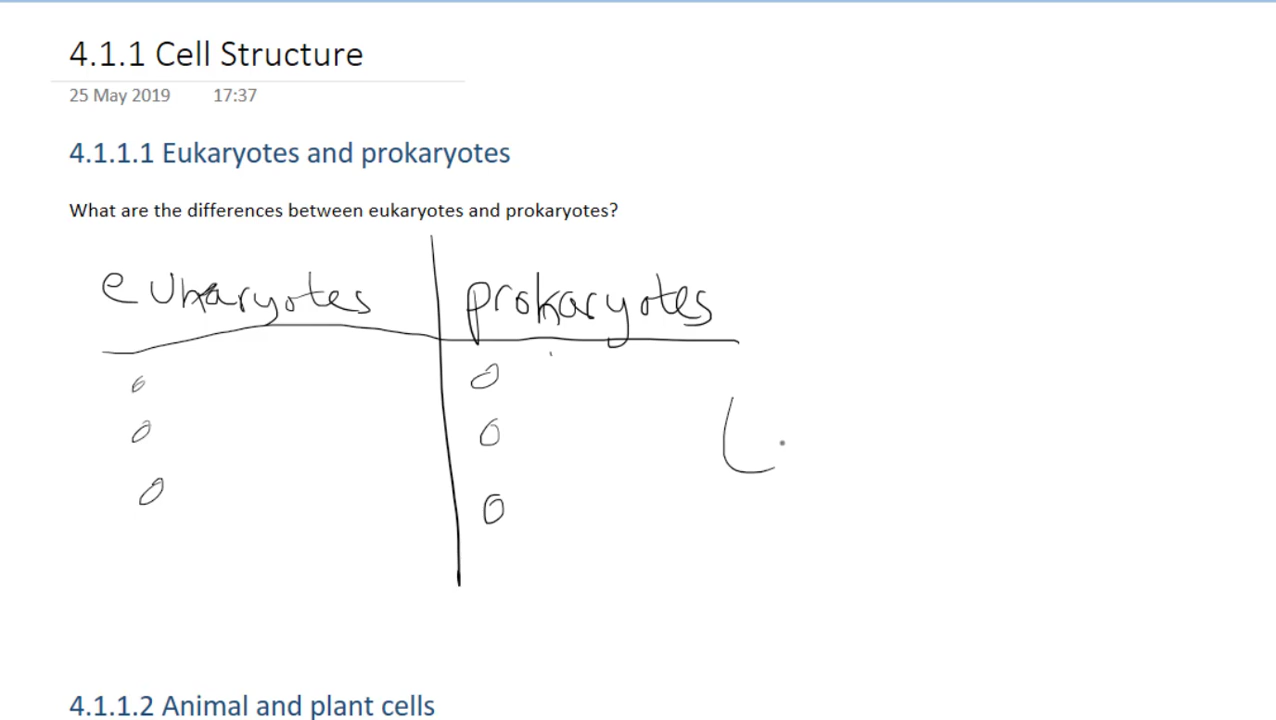 4.1.1 Cell Structure
25 May 2019 17:37
4.1.1.1 Eukaryotes and prokaryotes
What are the differences between eukaryotes and prokaryotes?
eukaryotes prokaryotes
4.1.1.2 Animal and plant cells